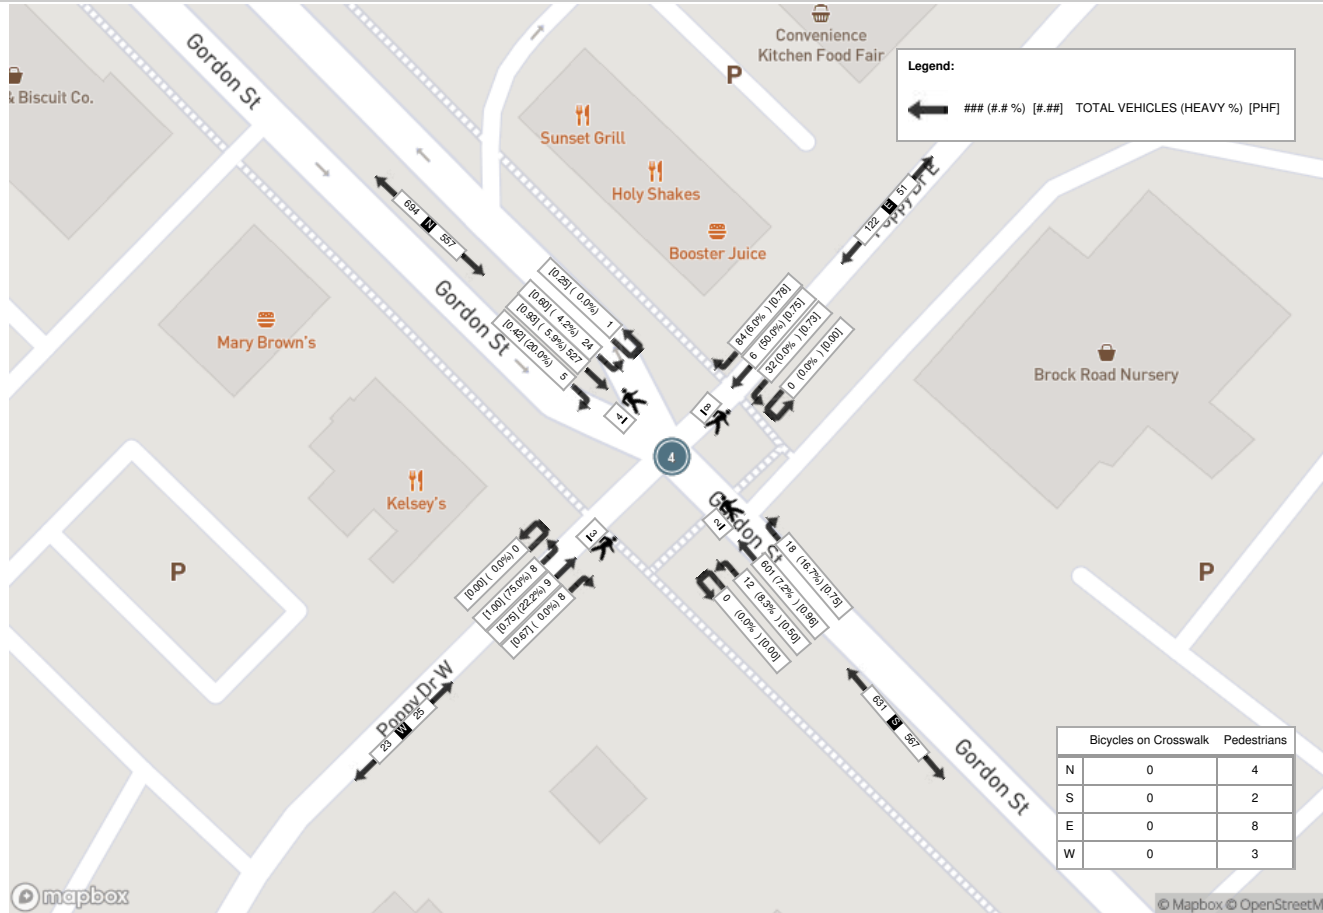 Convenience
Kitchen Food Fair
Gordon St
& Biscuit Co.
P
Legend:
### (#.# %) [#.##] TOTAL VEHICLES (HEAVY %) [PHF]
Sunset Grill
Holy Shakes
Booster Juice
Poppy Dr E
122 E 51
694 N 557
Gordon St
Mary Brown's
[0.25] ( 0.0%) 1
[0.60] ( 4.2%) 24
[0.93] ( 5.9%) 527
[0.42] (20.0%) 5
84 (6.0% ) [0.78]
6 (50.0%) [0.75]
32 (0.0% ) [0.73]
0 (0.0% ) [0.00]
Brock Road Nursery
4
8
4
Kelsey's
3
2
Gordon St
[0.00] ( 0.0%) 0
[1.00] (75.0%) 8
[0.75] (22.2%) 9
[0.67] ( 0.0%) 8
18 (16.7%) [0.75]
601 (7.2% ) [0.96]
12 (8.3% ) [0.50]
0 (0.0% ) [0.00]
P
P
Poppy Dr W
23 W 25
631 S 567
Gordon St
Bicycles on Crosswalk Pedestrians
N 0 4
S 0 2
E 0 8
W 0 3
mapbox
© Mapbox © OpenStreetM